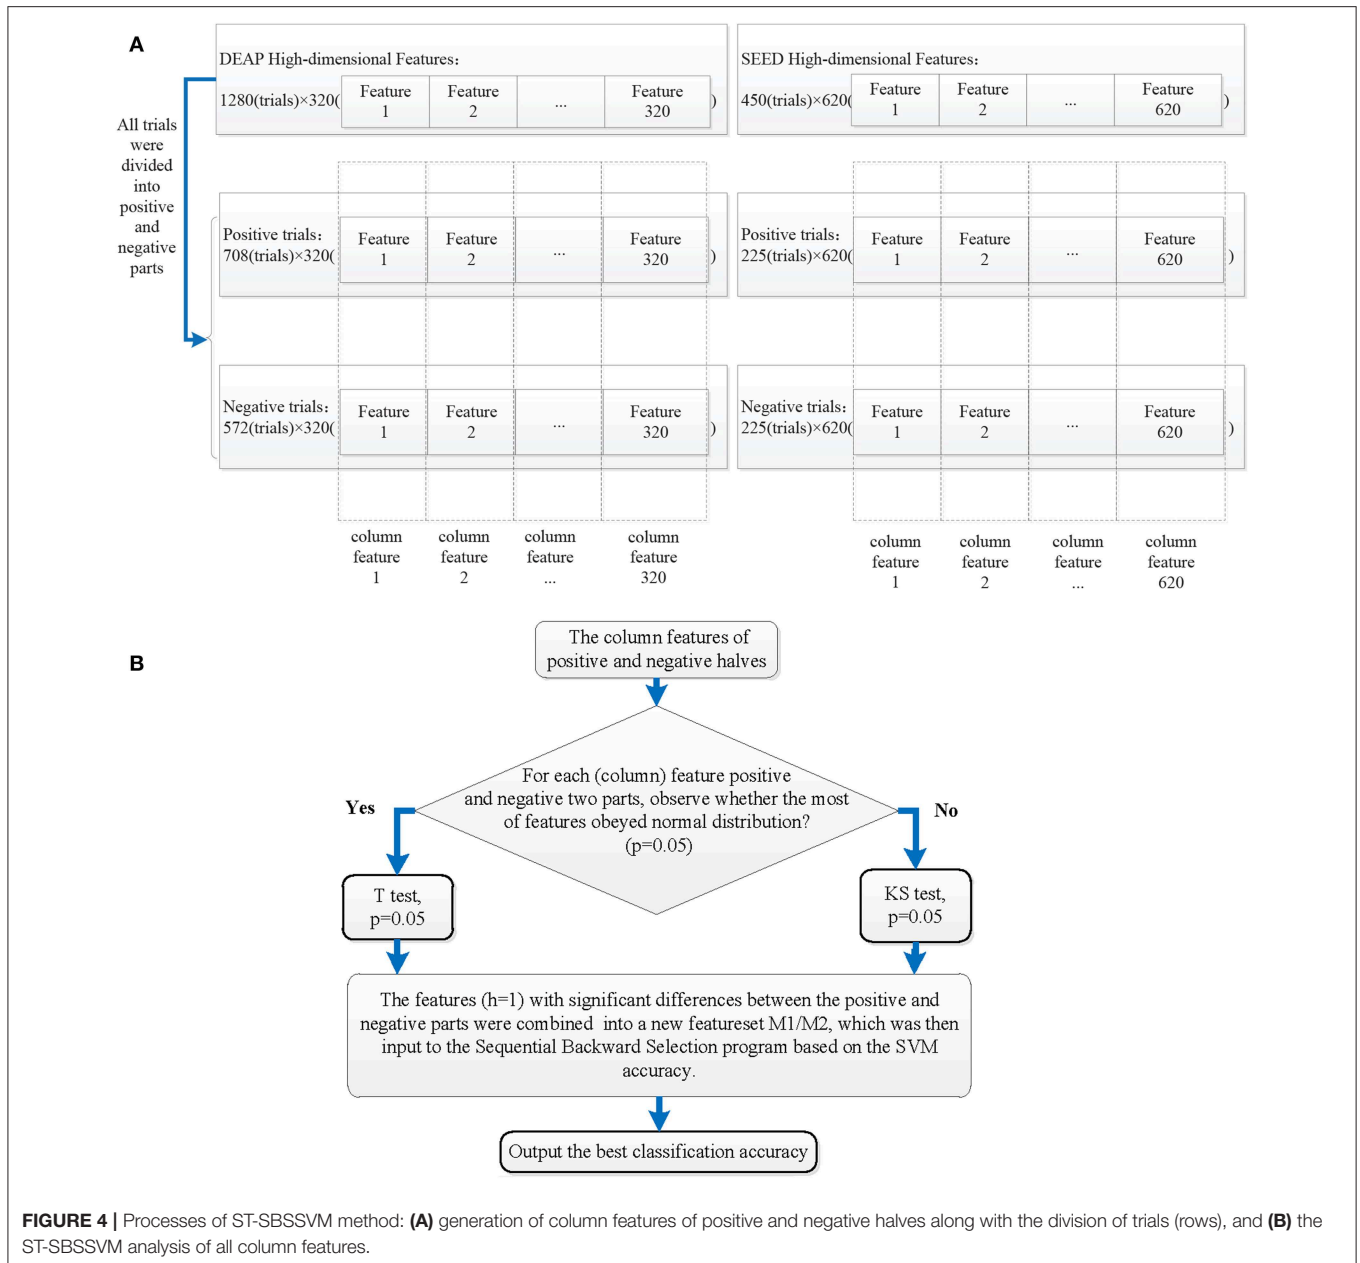 A
DEAP High-dimensional Features:
1280(trials)×320(
Feature
1
Feature
2
...
Feature
320
)
SEED High-dimensional Features:
450(trials)×620(
Feature
1
Feature
2
...
Feature
620
)
All trials
were
divided
into
positive
and
negative
parts
Positive trials:
708(trials)×320(
Feature
1
Feature
2
...
Feature
320
)
Positive trials:
225(trials)×620(
Feature
1
Feature
2
...
Feature
620
)
Negative trials:
572(trials)×320(
Feature
1
Feature
2
...
Feature
320
)
Negative trials:
225(trials)×620(
Feature
1
Feature
2
...
Feature
620
)
column
feature
1
column
feature
2
column
feature
...
column
feature
320
column
feature
1
column
feature
2
column
feature
...
column
feature
620
B
The column features of
positive and negative halves
For each (column) feature positive
and negative two parts, observe whether the most
of features obeyed normal distribution?
(p=0.05)
Yes
No
T test,
p=0.05
KS test,
p=0.05
The features (h=1) with significant differences between the positive and
negative parts were combined into a new featureset M1/M2, which was then
input to the Sequential Backward Selection program based on the SVM
accuracy.
Output the best classification accuracy
FIGURE 4 | Processes of ST-SBSSVM method: (A) generation of column features of positive and negative halves along with the division of trials (rows), and (B) the
ST-SBSSVM analysis of all column features.